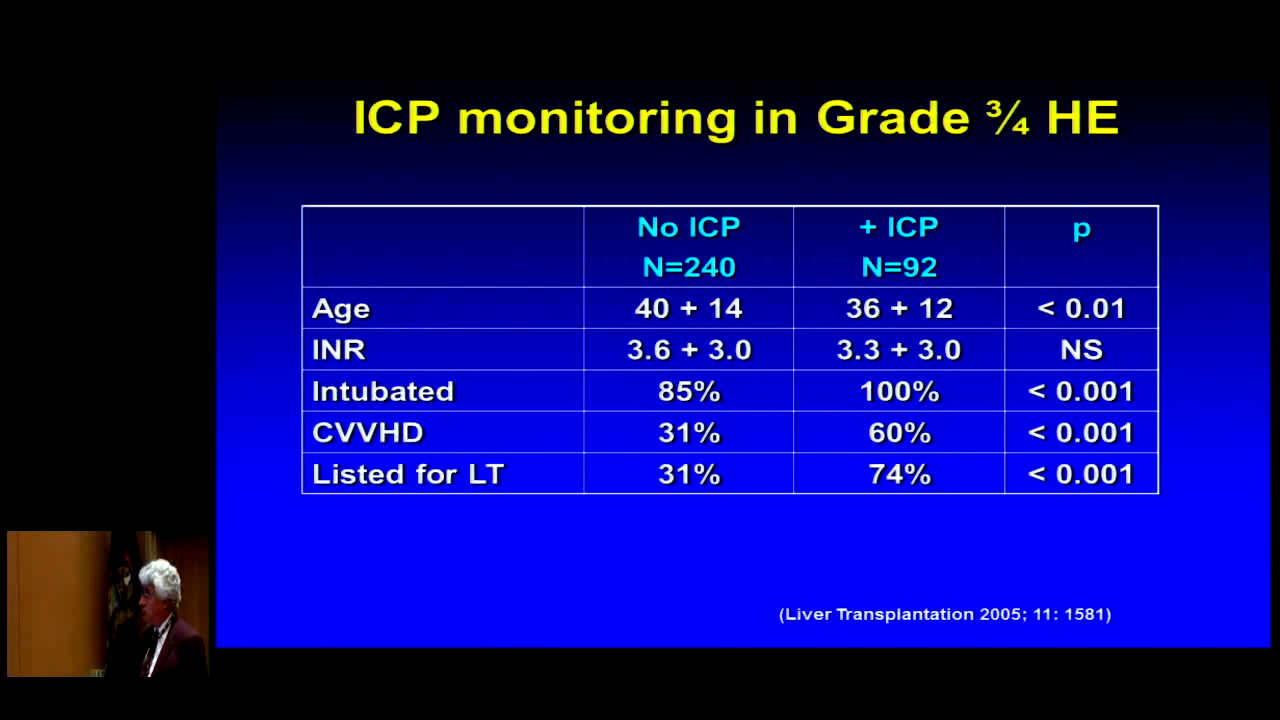 ICP monitoring in Grade ¾ HE
No ICP + ICP p
N=240 N=92
Age 40 + 14 36 + 12 < 0.01
INR 3.6 + 3.0 3.3 + 3.0 NS
Intubated 85% 100% < 0.001
CVVHD 31% 60% < 0.001
Listed for LT 31% 74% < 0.001
(Liver Transplantation 2005; 11: 1581)